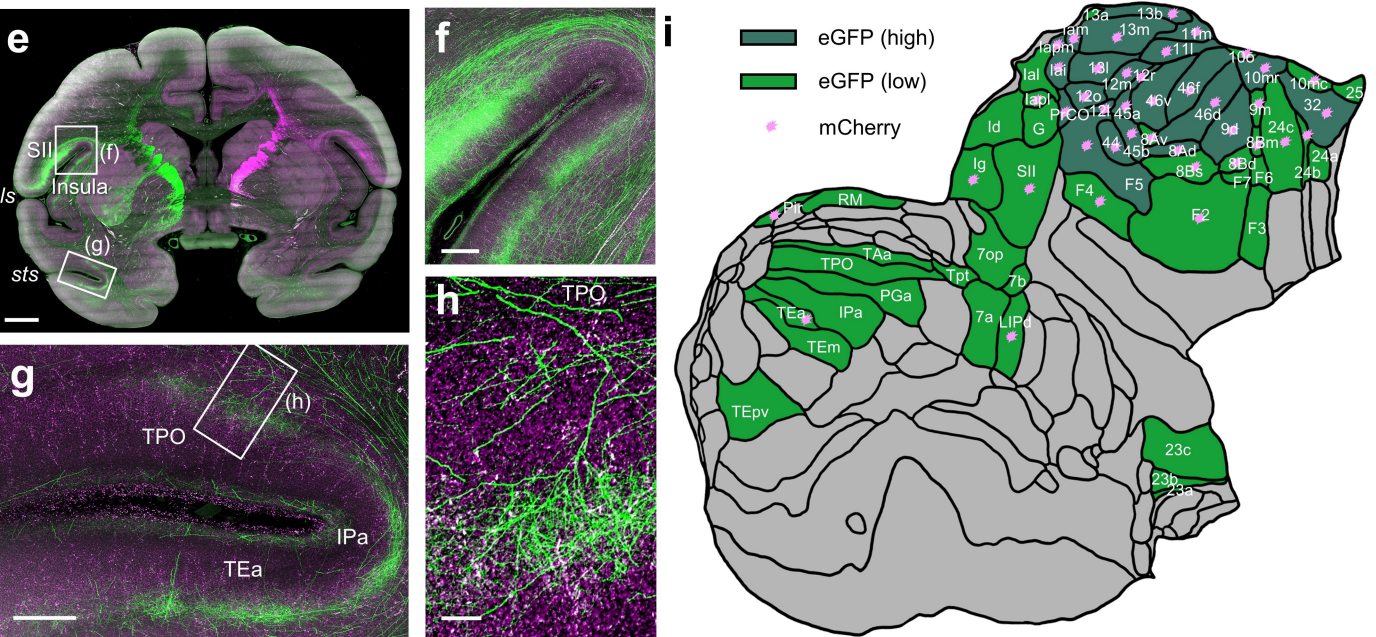 e
SII
(f)
Insula
ls
(g)
sts
f
g
(h)
TPO
IPa
TEa
h
TPO
i
eGFP (high)
eGFP (low)
mCherry
13a
13b
Iam
13m
11m
Iapm
11l
10o
Ial
Iai
13l
12r
10mr
10mc
12m
46f
25
Iapl
12o
46v
9m
32
PrCO
12l
45a
46d
Id
G
9d
24c
44
8Av
8Bm
45b
8Ad
24a
Ig
SII
8Bs
8Bd
24b
F5
F7
F6
F4
Pir
RM
F2
F3
TAa
7op
TPO
Tpt
7b
PGa
TEa
IPa
7a
LIPd
TEm
TEpv
23c
23b
23a